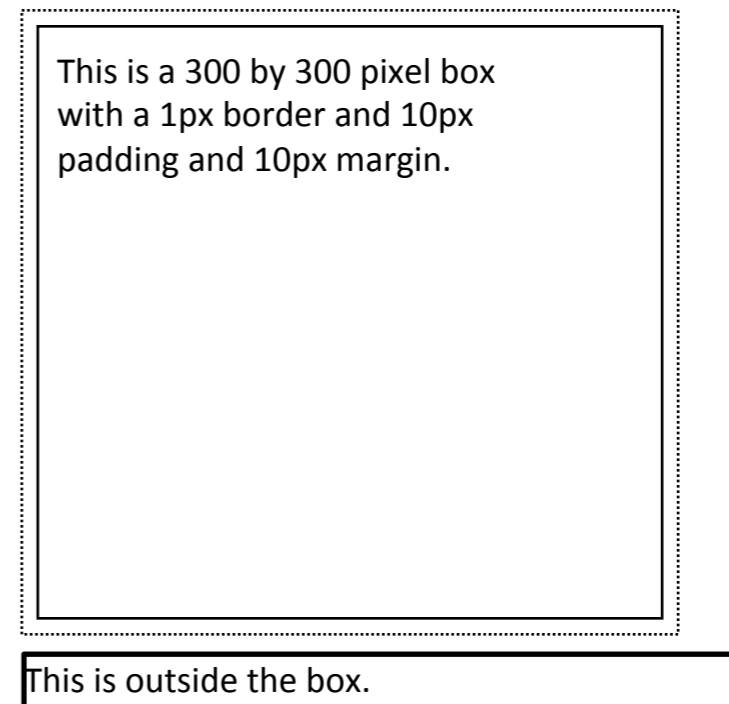 This is a 300 by 300 pixel box
with a 1px border and 10px
padding and 10px margin.
This is outside the box.